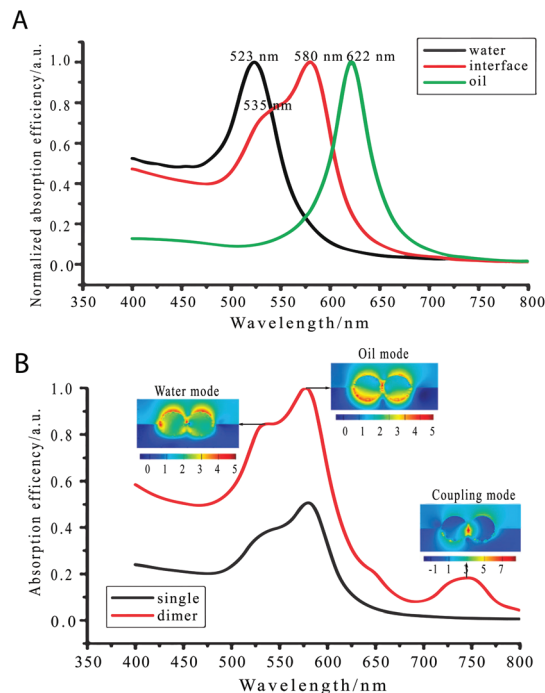 A
523 nm
580 nm
622 nm
535 nm
water
interface
oil
Normalized absorption efficiency/a.u.
1.0
0.8
0.6
0.4
0.2
0.0
350 400 450 500 550 600 650 700 750 800
Wavelength/nm
B
Oil mode
0 1 2 3 4 5
Water mode
0 1 2 3 4 5
Coupling mode
-1 1 3 5 7
single
dimer
Absorption efficency/a.u.
1.0
0.8
0.6
0.4
0.2
0.0
350 400 450 500 550 600 650 700 750 800
Wavelength/nm